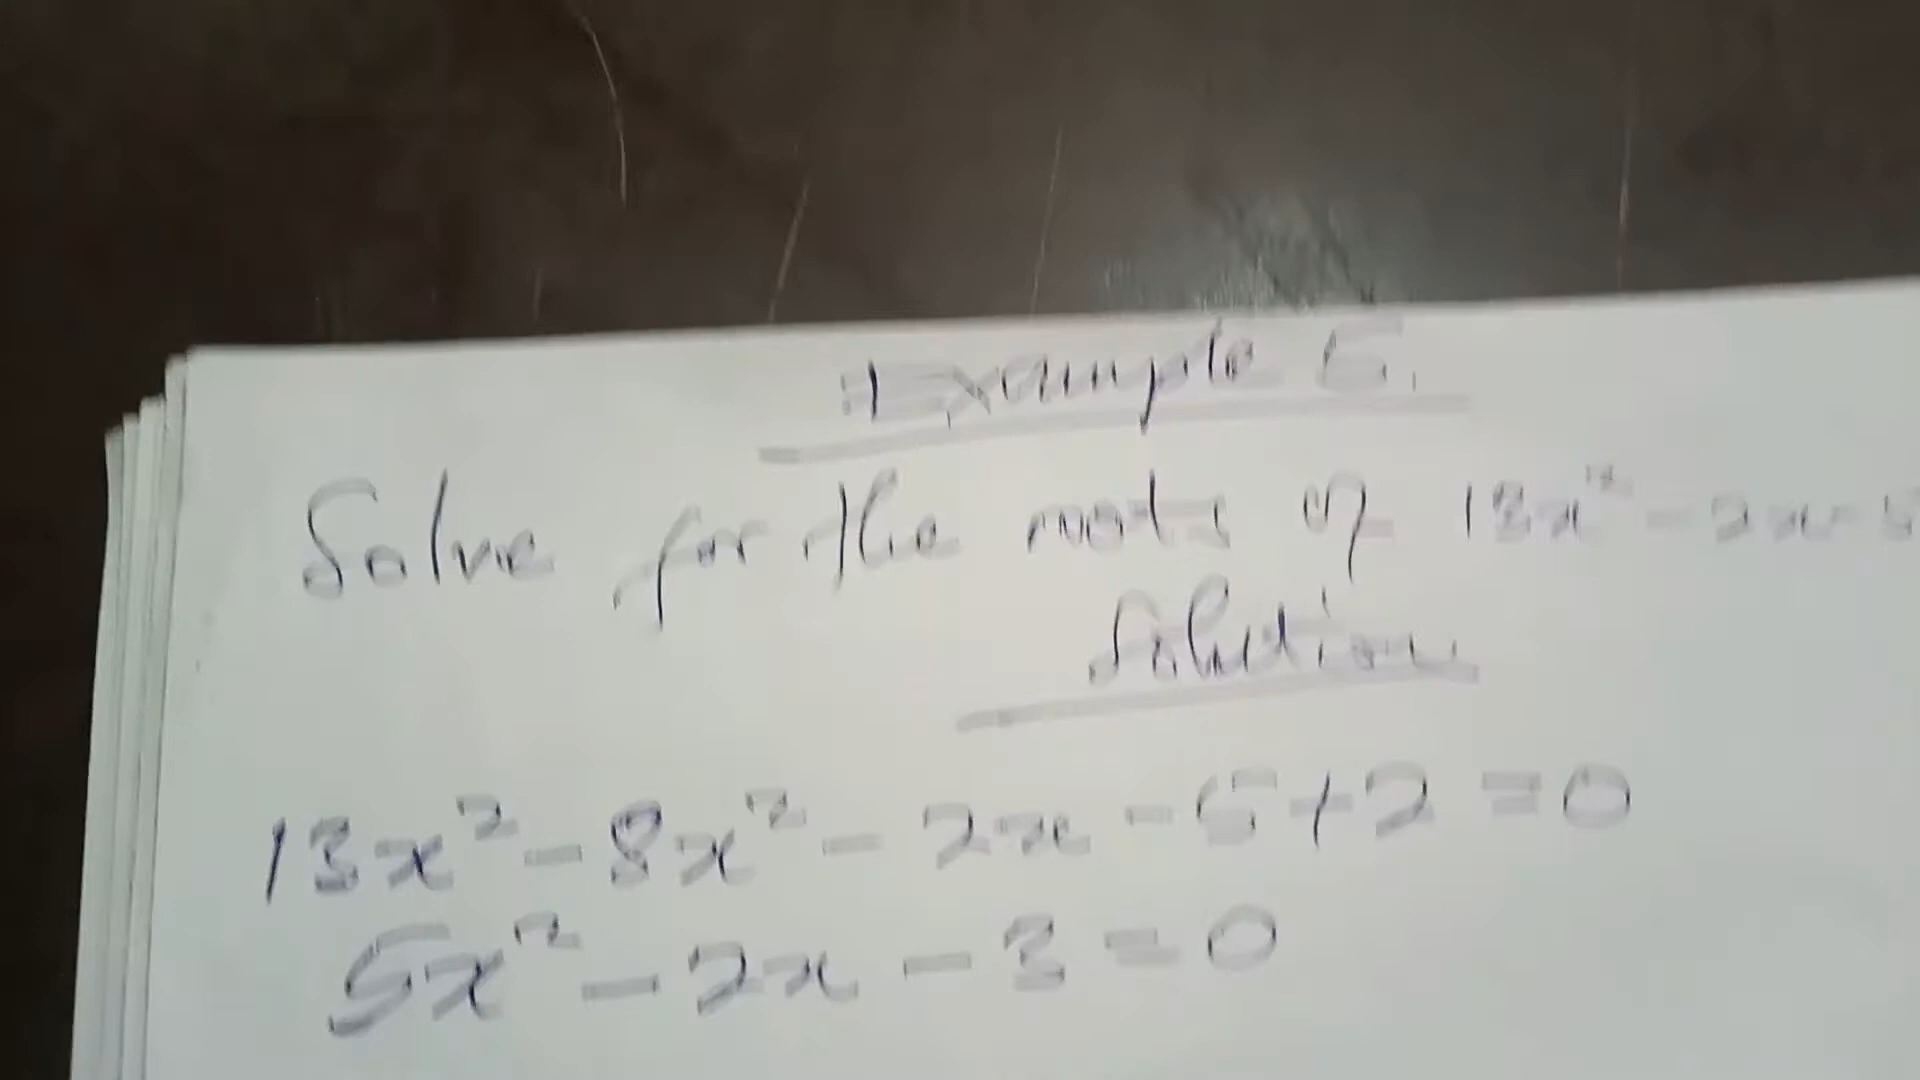 Example 5.
Solve for the roots of 13x² - 2x - 5
Solution
13x² - 8x² - 2x - 5 + 2 = 0
5x² - 2x - 3 = 0